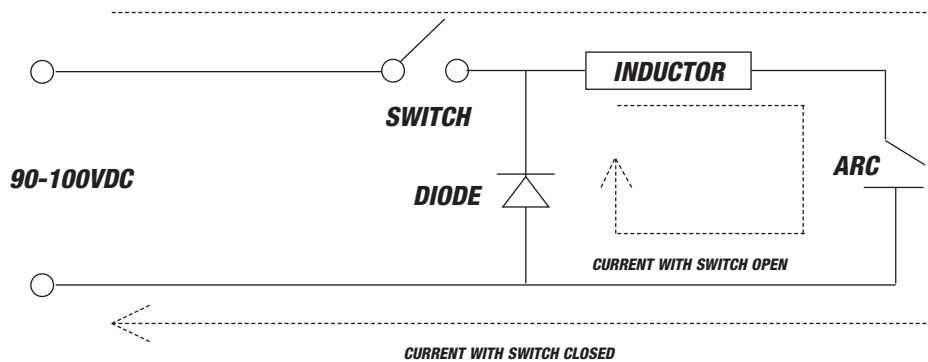 INDUCTOR
SWITCH
90-100VDC
DIODE
ARC
CURRENT WITH SWITCH OPEN
CURRENT WITH SWITCH CLOSED